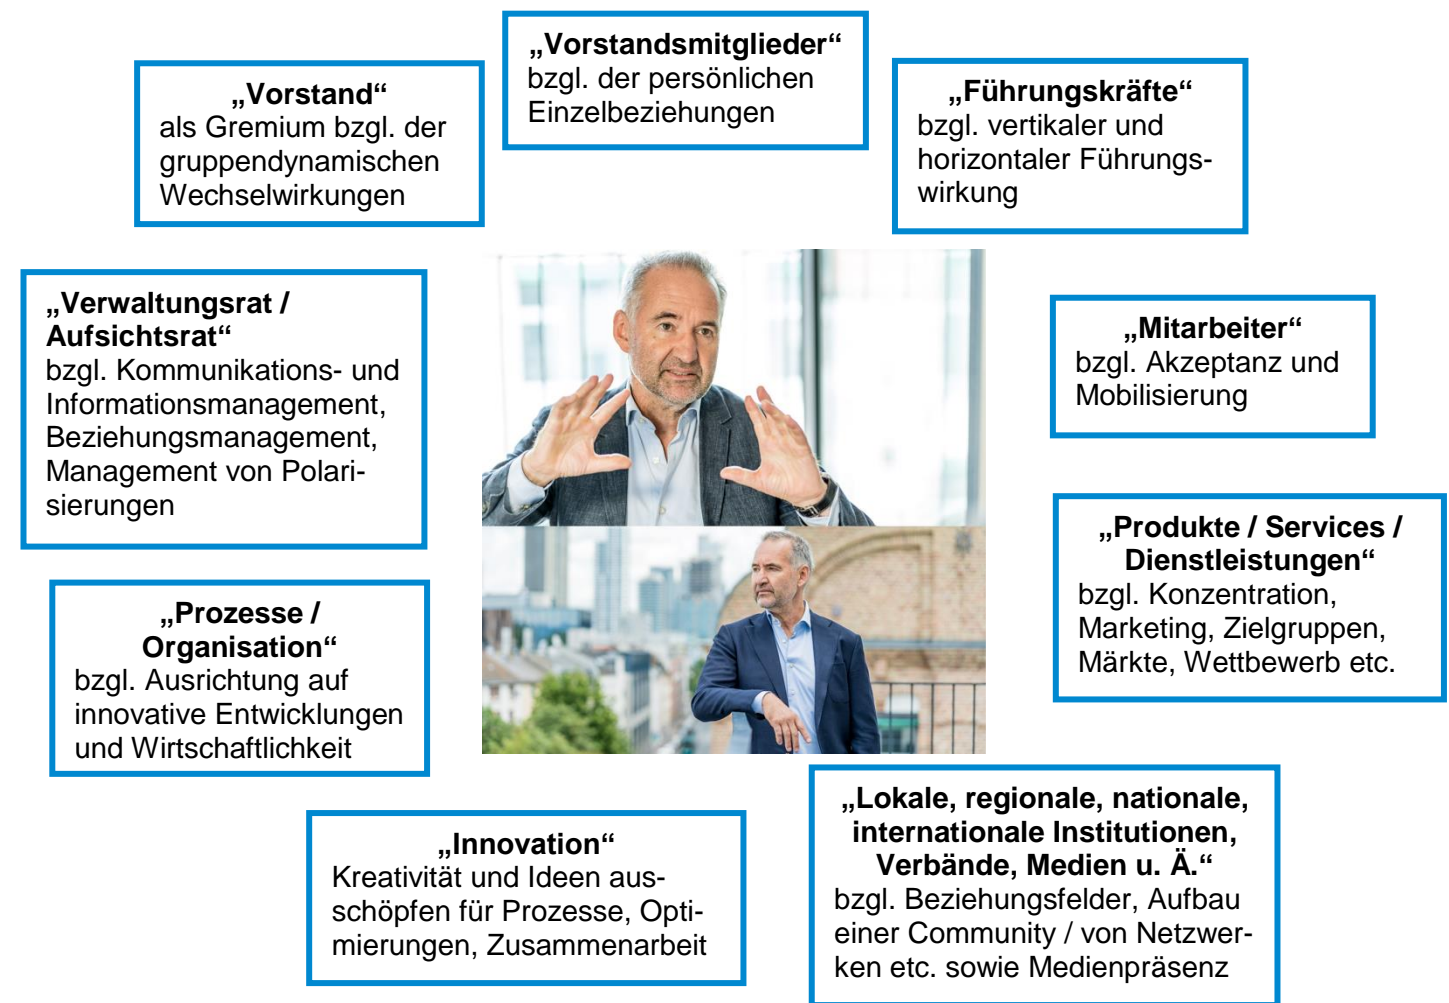 „Vorstandsmitglieder“
bzgl. der persönlichen
Einzelbeziehungen
„Vorstand“
als Gremium bzgl. der
gruppendynamischen
Wechselwirkungen
„Führungskräfte“
bzgl. vertikaler und
horizontaler Führungs-
wirkung
„Verwaltungsrat /
Aufsichtsrat“
bzgl. Kommunikations- und
Informationsmanagement,
Beziehungsmanagement,
Management von Polari-
sierungen
„Mitarbeiter“
bzgl. Akzeptanz und
Mobilisierung
„Produkte / Services /
Dienstleistungen“
bzgl. Konzentration,
Marketing, Zielgruppen,
Märkte, Wettbewerb etc.
„Prozesse /
Organisation“
bzgl. Ausrichtung auf
innovative Entwicklungen
und Wirtschaftlichkeit
„Innovation“
Kreativität und Ideen aus-
schöpfen für Prozesse, Opti-
mierungen, Zusammenarbeit
„Lokale, regionale, nationale,
internationale Institutionen,
Verbände, Medien u. Ä.“
bzgl. Beziehungsfelder, Aufbau
einer Community / von Netzwer-
ken etc. sowie Medienpräsenz